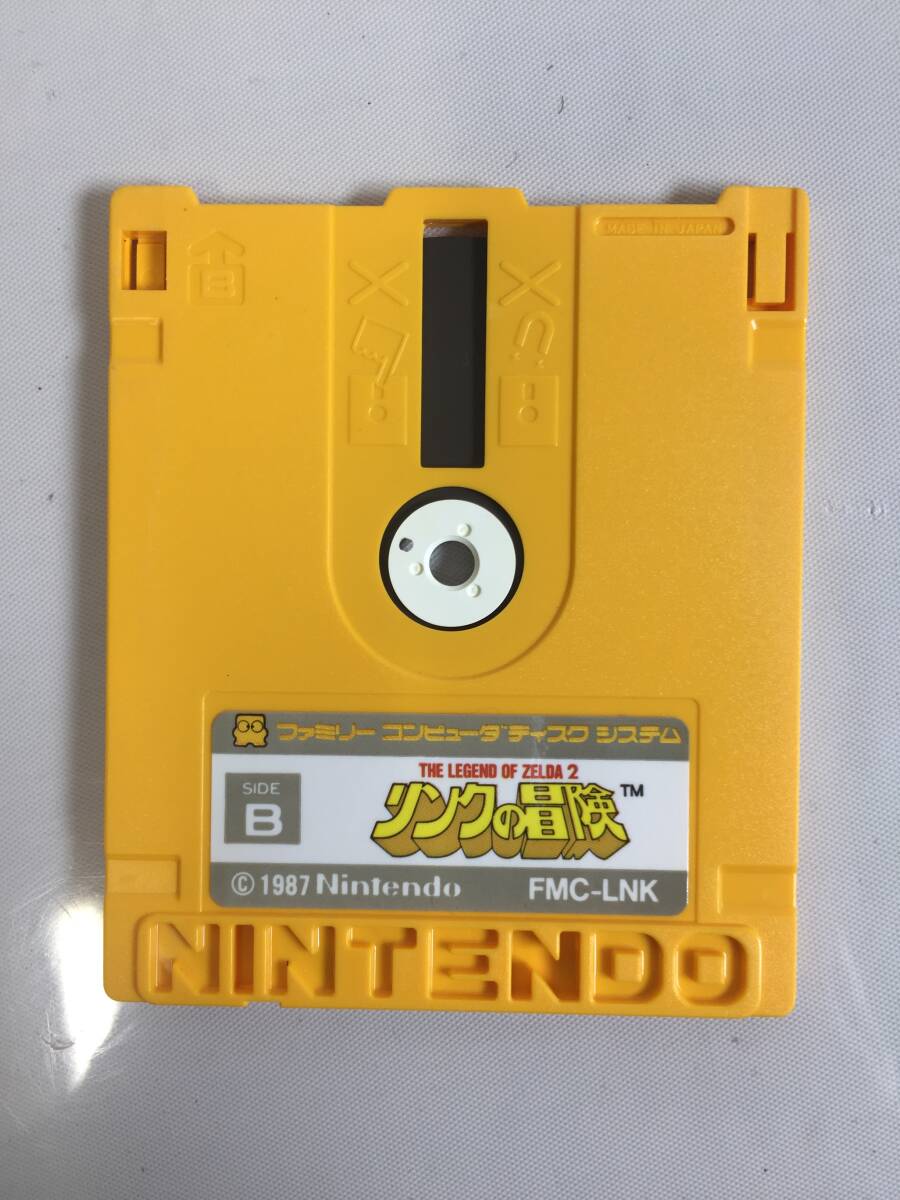 MADE IN JAPAN
B
ファミリー コンピュータ ディスク システム
THE LEGEND OF ZELDA 2
SIDE
B
リンクの冒険™
© 1987 Nintendo FMC-LNK
NINTENDO